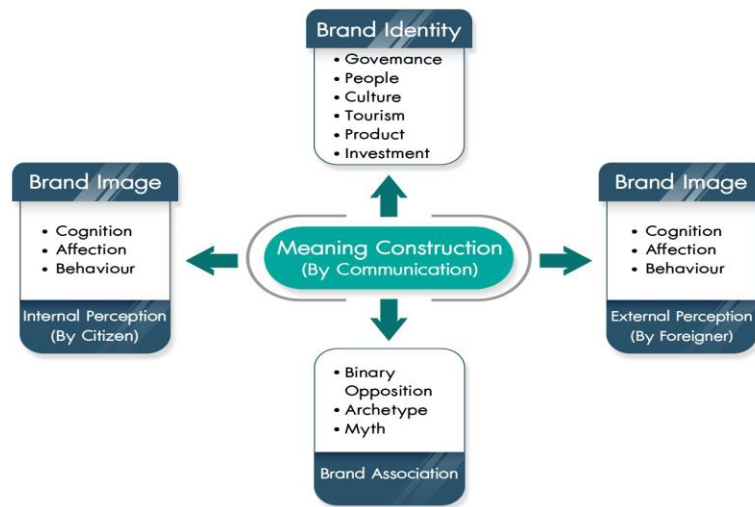 Brand Identity
• Govemance
• People
• Culture
• Tourism
• Product
• Investment
Brand Image
• Cognition
• Affection
• Behaviour
Internal Perception
(By Citizen)
Meaning Construction
(By Communication)
Brand Image
• Cognition
• Affection
• Behaviour
External Perception
(By Foreigner)
• Binary
Opposition
• Archetype
• Myth
Brand Association